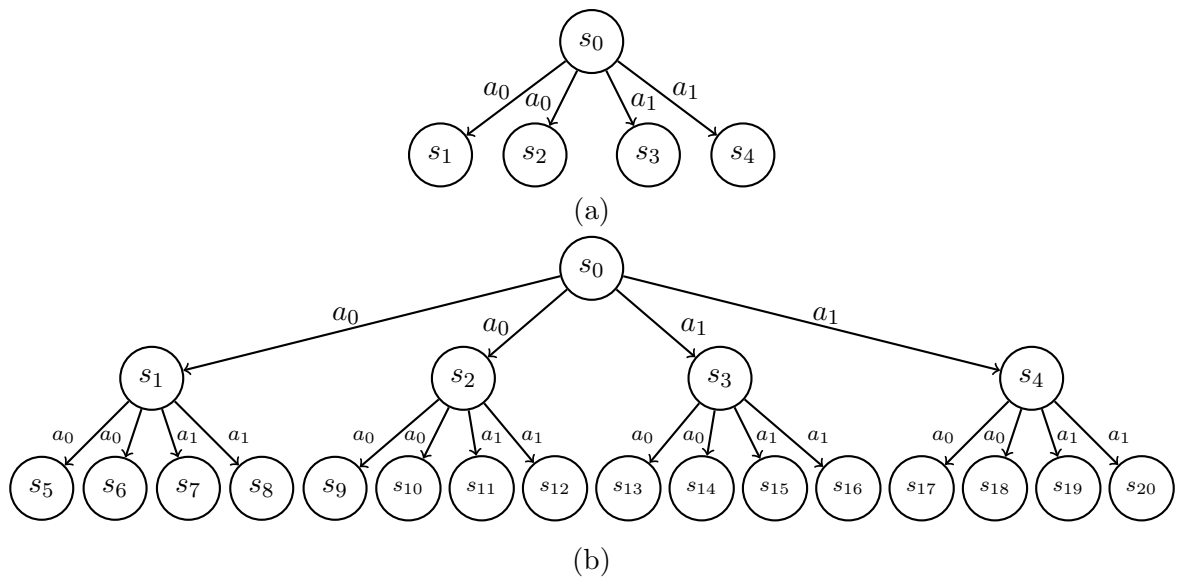 s₀
a₀ a₀ a₁ a₁
s₁ s₂ s₃ s₄
(a)
s₀
a₀ a₀ a₁ a₁
s₁ s₂ s₃ s₄
a₀ a₀ a₁ a₁ a₀ a₀ a₁ a₁ a₀ a₀ a₁ a₁ a₀ a₀ a₁ a₁
s₅ s₆ s₇ s₈ s₉ s₁₀ s₁₁ s₁₂ s₁₃ s₁₄ s₁₅ s₁₆ s₁₇ s₁₈ s₁₉ s₂₀
(b)